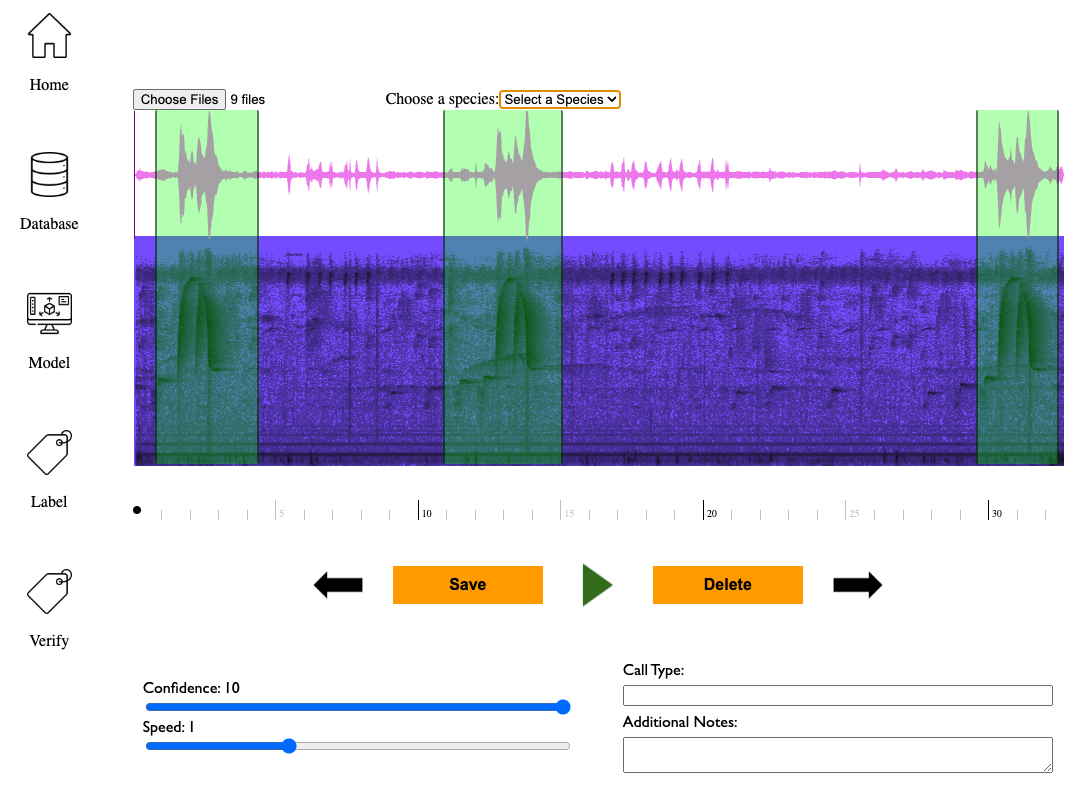 Home
Database
Model
Label
Verify
Choose Files 9 files
Choose a species: Select a Species
5 10 15 20 25 30
Save
Delete
Confidence: 10
Speed: 1
Call Type:
Additional Notes: